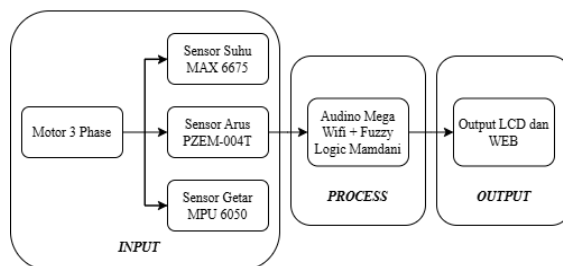 Motor 3 Phase
Sensor Suhu
MAX 6675
Sensor Arus
PZEM-004T
Sensor Getar
MPU 6050
INPUT
Audino Mega
Wifi + Fuzzy
Logic Mamdani
PROCESS
Output LCD dan
WEB
OUTPUT